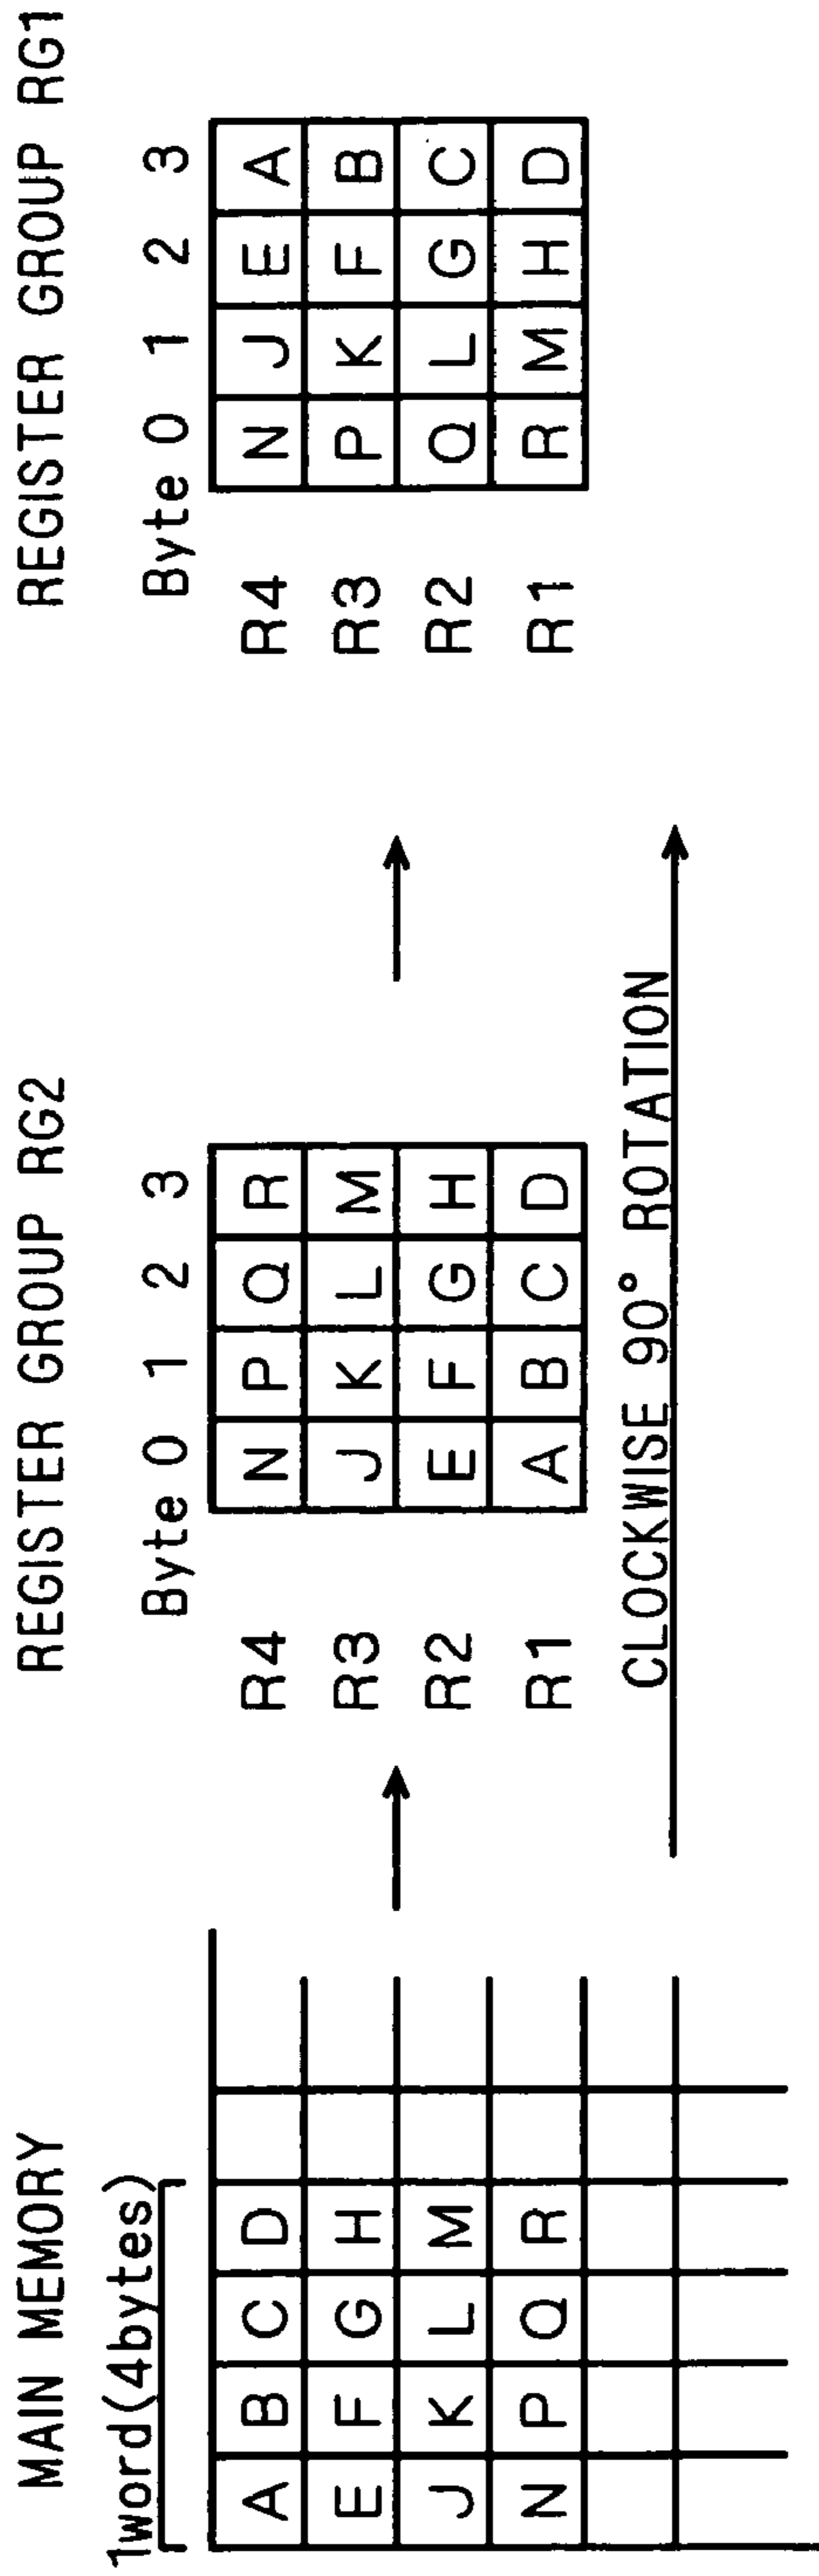 MAIN MEMORY
1word(4bytes)
A B C D
E F G H
J K L M
N P Q R
REGISTER GROUP RG2
Byte 0 1 2 3
R4 N P Q R
R3 J K L M
R2 E F G H
R1 A B C D
CLOCKWISE 90° ROTATION
REGISTER GROUP RG1
Byte 0 1 2 3
R4 N J E A
R3 P K F B
R2 Q L G C
R1 R M H D